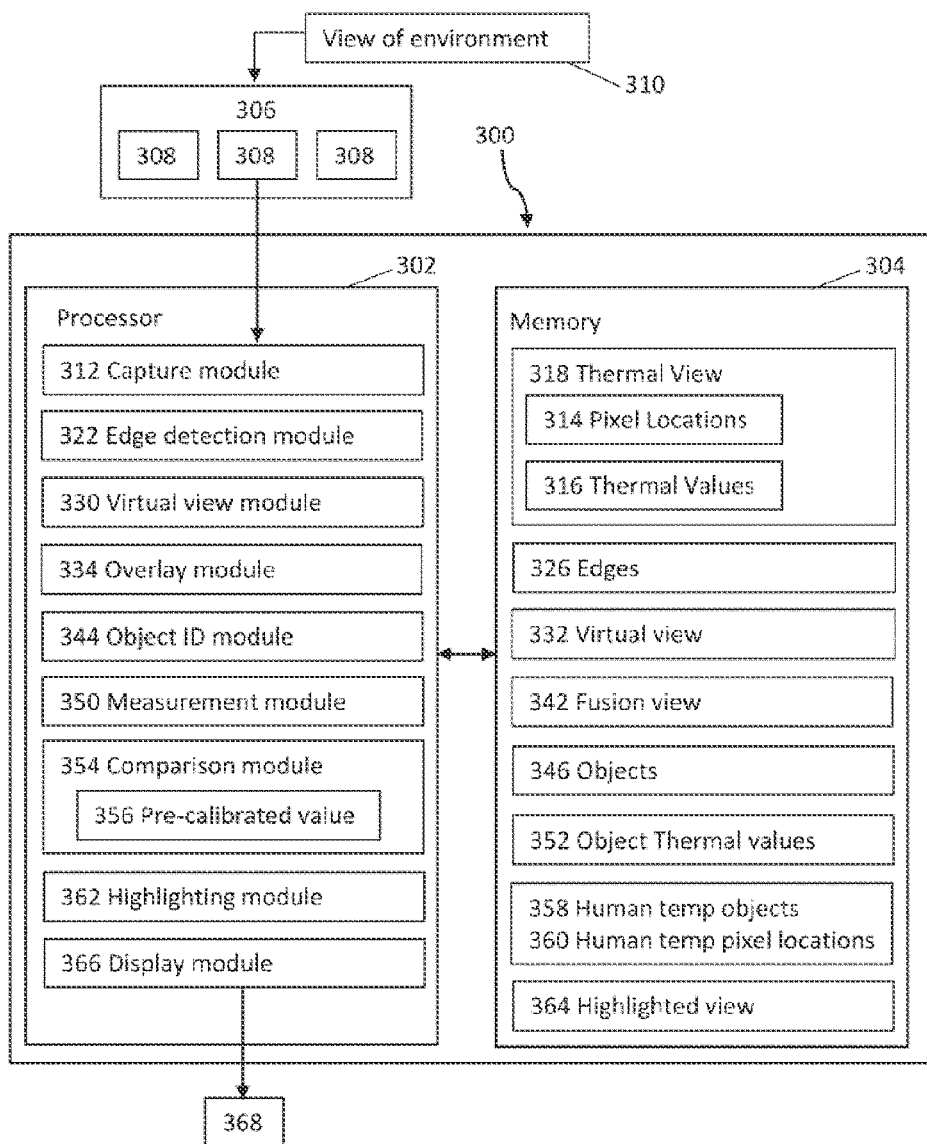 View of environment
310
306
308 308 308
300
302
304
Processor
312 Capture module
322 Edge detection module
330 Virtual view module
334 Overlay module
344 Object ID module
350 Measurement module
354 Comparison module
356 Pre-calibrated value
362 Highlighting module
366 Display module
Memory
318 Thermal View
314 Pixel Locations
316 Thermal Values
326 Edges
332 Virtual view
342 Fusion view
346 Objects
352 Object Thermal values
358 Human temp objects
360 Human temp pixel locations
364 Highlighted view
368